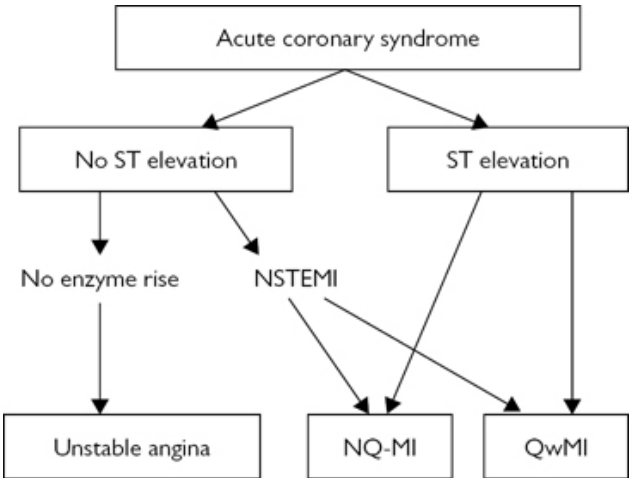 Acute coronary syndrome
No ST elevation
ST elevation
No enzyme rise
NSTEMI
Unstable angina
NQ-MI
QwMI